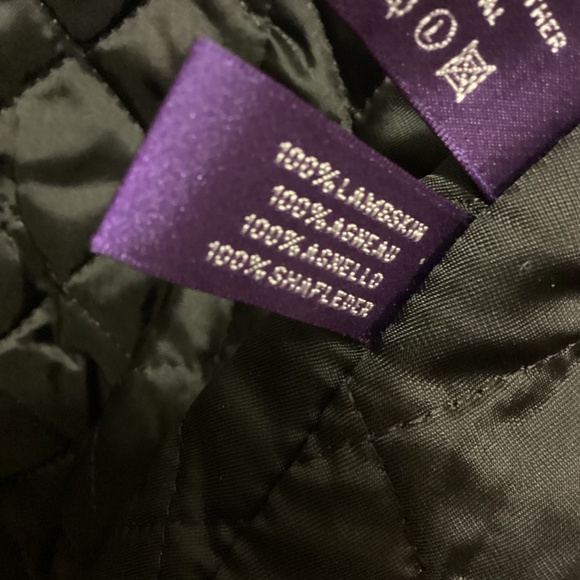 100% LAMBSKIN
100% AGNEAU
100% AGNELLO
100% SHAFLEDER